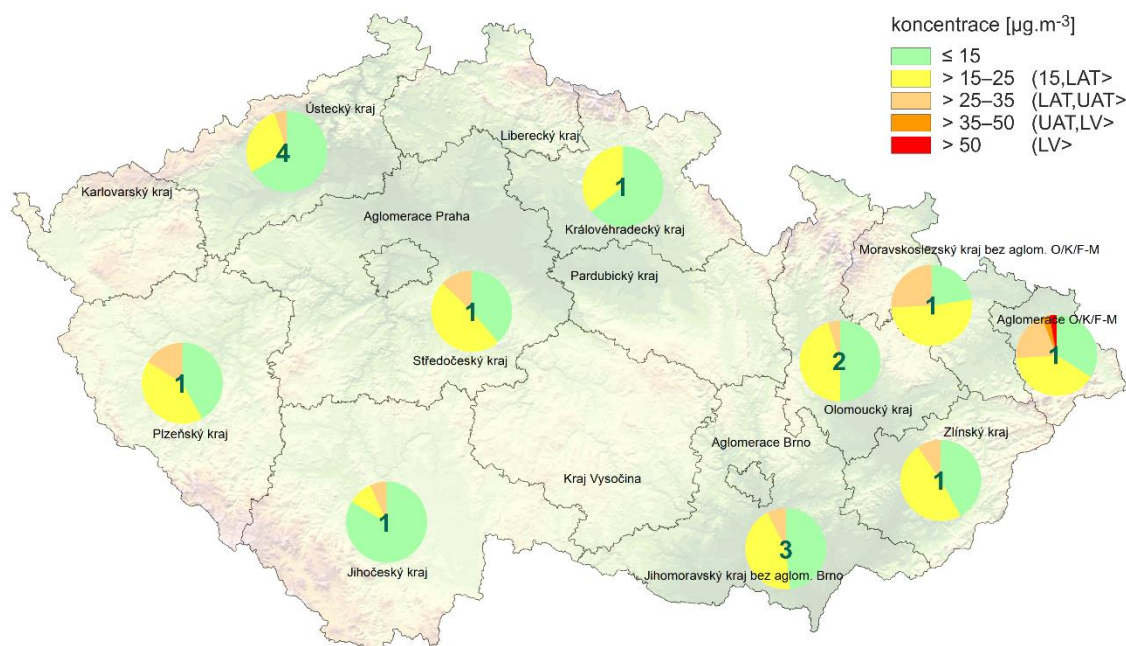 koncentrace [µg.m⁻³]
≤ 15
> 15–25 (15,LAT>
> 25–35 (LAT,UAT>
> 35–50 (UAT,LV>
> 50 (LV>
Ústecký kraj
4
Liberecký kraj
Karlovarský kraj
1
Aglomerace Praha
Královéhradecký kraj
Moravskoslezský kraj bez aglom. O/K/F-M
Pardubický kraj
1
1
Aglomerace O/K/F-M
Středočeský kraj
1
2
1
Olomoucký kraj
Plzeňský kraj
Zlínský kraj
Aglomerace Brno
Kraj Vysočina
1
1
3
Jihočeský kraj
Jihomoravský kraj bez aglom. Brno